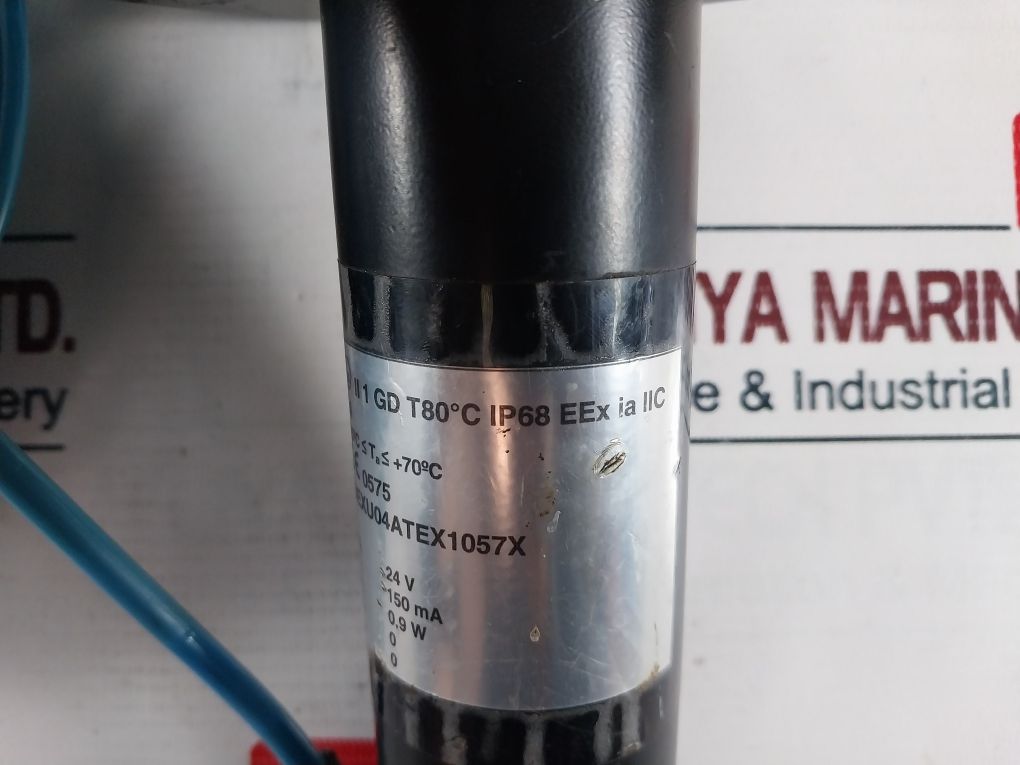 II 1 GD T80°C IP68 EEx ia IIC
≤ Ta ≤ +70ºC
0575
04ATEX1057X
24 V
150 mA
0.9 W
0
0
TD.
ery
YA MARIN
e & Industrial